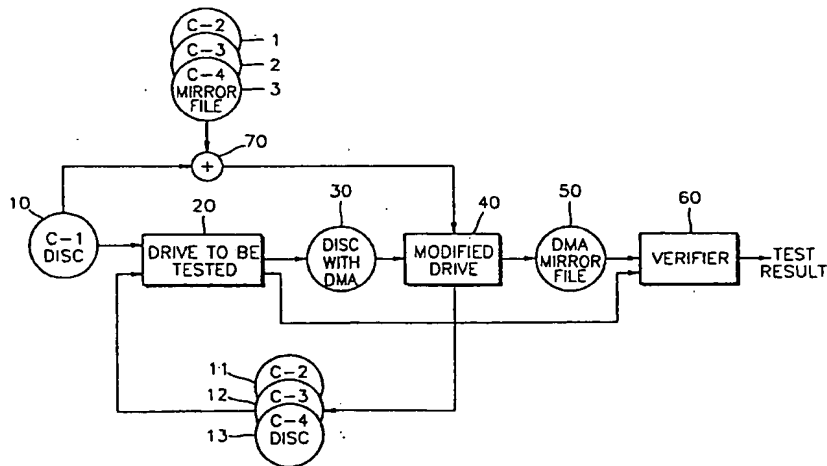 C-2
C-3
C-4
MIRROR
FILE
1
2
3
+
70
10
C-1
DISC
20
DRIVE TO BE
TESTED
30
DISC
WITH
DMA
40
MODIFIED
DRIVE
50
DMA
MIRROR
FILE
60
VERIFIER
TEST
RESULT
11
12
13
C-2
C-3
C-4
DISC